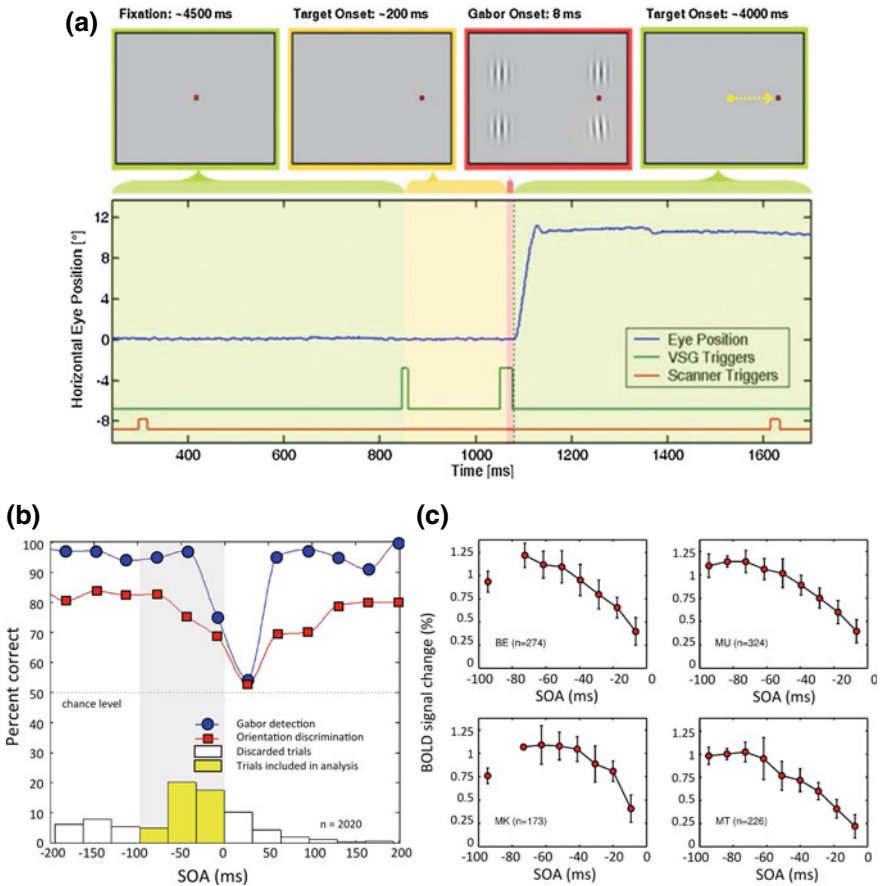 (a)
Fixation: ~4500 ms
Target Onset: ~200 ms
Gabor Onset: 8 ms
Target Onset: ~4000 ms
Horizontal Eye Position [°]
12
8
4
0
-4
-8
Eye Position
VSG Triggers
Scanner Triggers
400 600 800 1000 1200 1400 1600
Time [ms]
(b)
Percent correct
100
90
80
70
60
50
40
30
20
10
0
chance level
Gabor detection
Orientation discrimination
Discarded trials
Trials included in analysis
n = 2020
-200 -150 -100 -50 0 50 100 150 200
SOA (ms)
(c)
BOLD signal change (%)
1.25
1
0.75
0.5
0.25
BE (n=274)
-100 -80 -60 -40 -20 0
SOA (ms)
1.25
1
0.75
0.5
0.25
MU (n=324)
-100 -80 -60 -40 -20 0
SOA (ms)
1.25
1
0.75
0.5
0.25
MK (n=173)
-100 -80 -60 -40 -20 0
SOA (ms)
1.25
1
0.75
0.5
0.25
MT (n=226)
-100 -80 -60 -40 -20 0
SOA (ms)